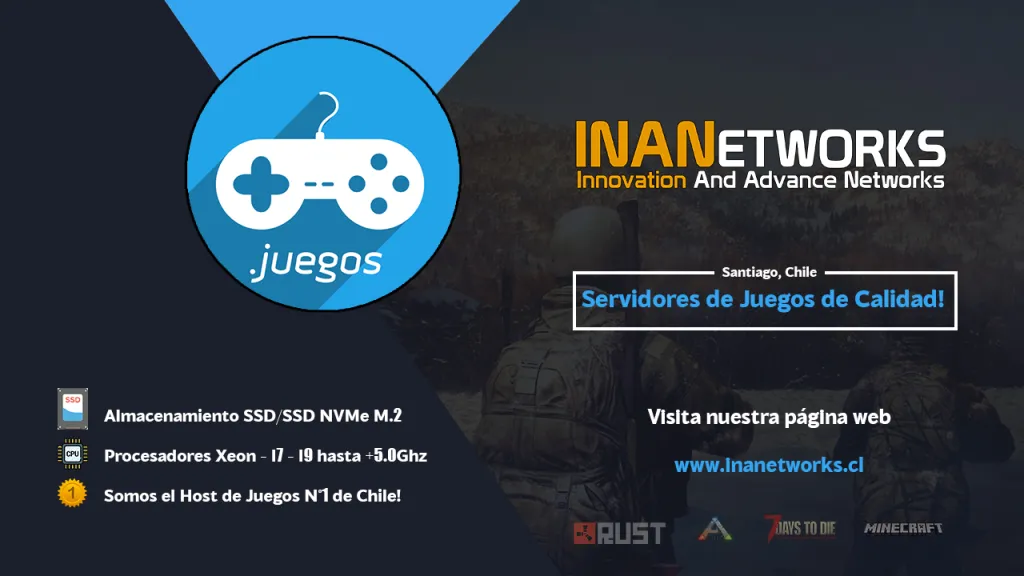 .juegos
INANETWORKS
Innovation And Advance Networks
Santiago, Chile
Servidores de Juegos de Calidad!
SSD
Almacenamiento SSD/SSD NVMe M.2
CPU
Procesadores Xeon - I7 - I9 hasta +5.0Ghz
1
Somos el Host de Juegos N°1 de Chile!
Visita nuestra página web
www.inanetworks.cl
RUST
7 DAYS TO DIE
MINECRAFT